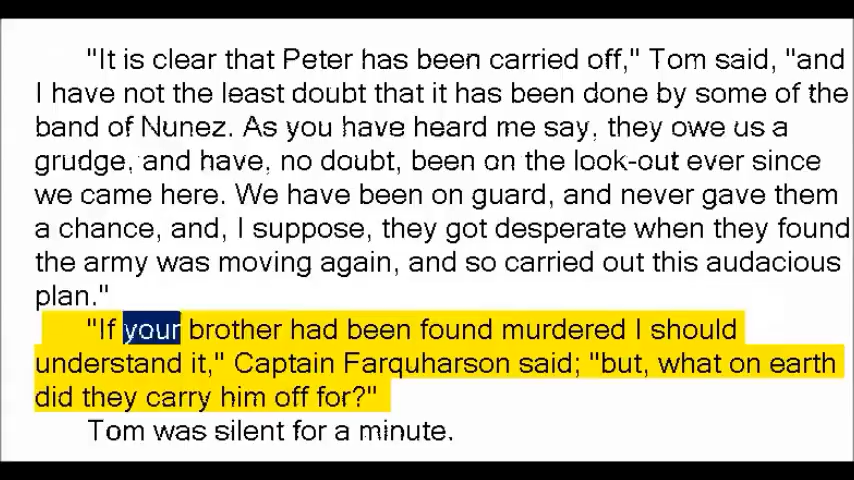 "It is clear that Peter has been carried off," Tom said, "and
I have not the least doubt that it has been done by some of the
band of Nunez. As you have heard me say, they owe us a
grudge, and have, no doubt, been on the look-out ever since
we came here. We have been on guard, and never gave them
a chance, and, I suppose, they got desperate when they found
the army was moving again, and so carried out this audacious
plan."
"If your brother had been found murdered I should
understand it," Captain Farquharson said; "but, what on earth
did they carry him off for?"
Tom was silent for a minute.